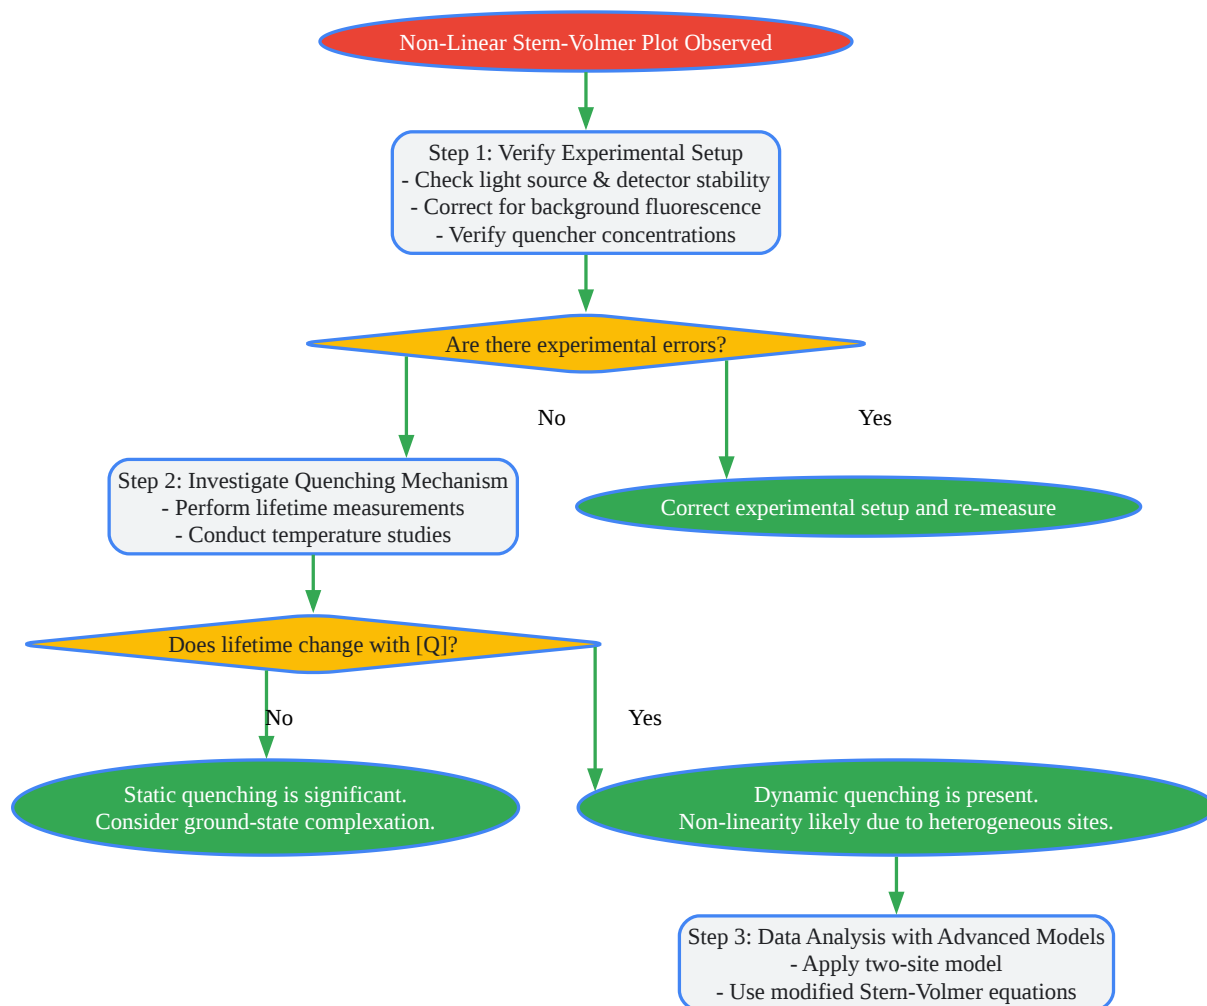 Non-Linear Stern-Volmer Plot Observed
Step 1: Verify Experimental Setup
- Check light source & detector stability
- Correct for background fluorescence
- Verify quencher concentrations
Are there experimental errors?
No
Yes
Step 2: Investigate Quenching Mechanism
- Perform lifetime measurements
- Conduct temperature studies
Correct experimental setup and re-measure
Does lifetime change with [Q]?
No
Yes
Static quenching is significant.
Consider ground-state complexation.
Dynamic quenching is present.
Non-linearity likely due to heterogeneous sites.
Step 3: Data Analysis with Advanced Models
- Apply two-site model
- Use modified Stern-Volmer equations